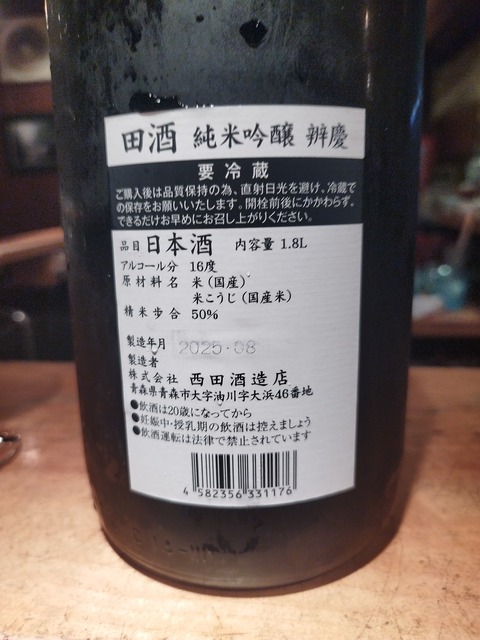 田酒 純米吟醸 辨慶
要冷蔵
ご購入後は品質保持の為、直射日光を避け、冷蔵で
の保存をお願いいたします。開栓前後にかかわらず、
できるだけお早めにお召し上がりください。
品目 日本酒 内容量 1.8L
アルコール分 16度
原材料名 米(国産)
米こうじ(国産米)
精米歩合 50%
製造年月 2025・08
製造者
株式会社 西田酒造店
青森県青森市大字油川字大浜46番地
●飲酒は20歳になってから
●妊娠中・授乳期の飲酒は控えましょう
●飲酒運転は法律で禁止されています
4 582356 331176